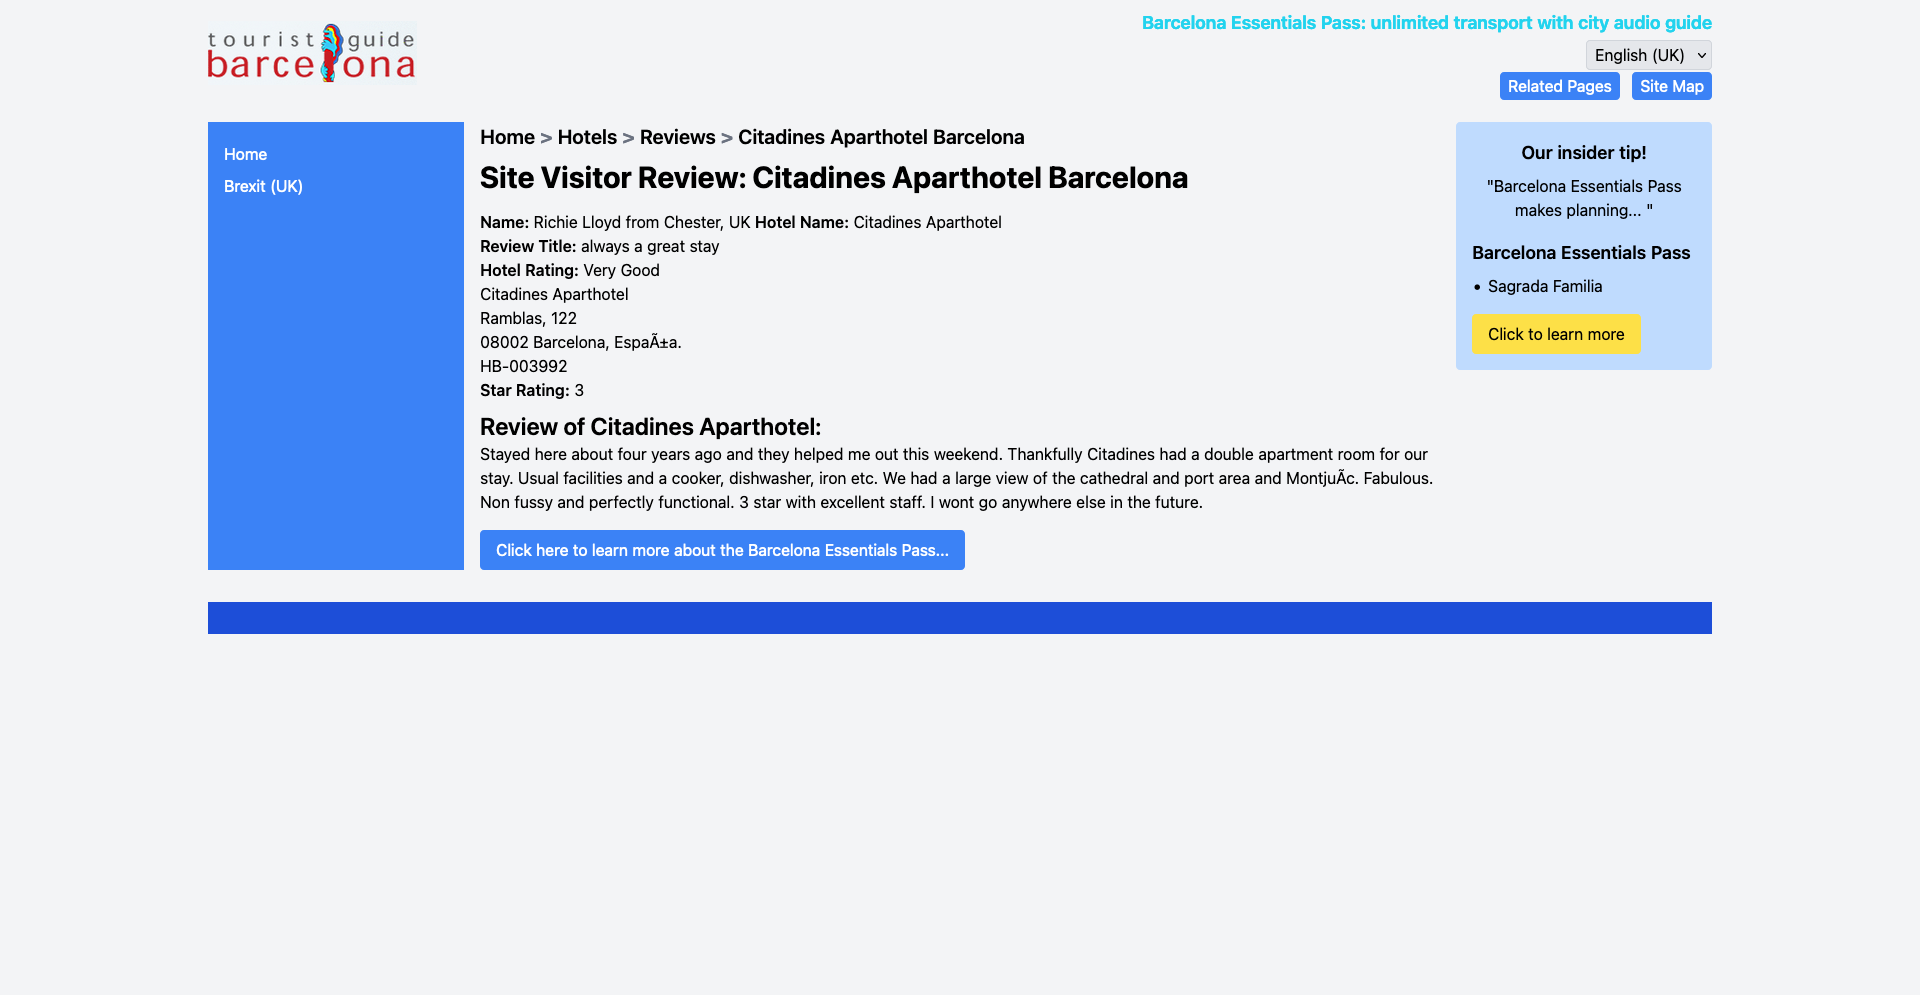 tourist guide
barcelona
Barcelona Essentials Pass: unlimited transport with city audio guide
English (UK)
Related Pages Site Map
Home
Brexit (UK)
Home > Hotels > Reviews > Citadines Aparthotel Barcelona
Site Visitor Review: Citadines Aparthotel Barcelona
Name: Richie Lloyd from Chester, UK Hotel Name: Citadines Aparthotel
Review Title: always a great stay
Hotel Rating: Very Good
Citadines Aparthotel
Ramblas, 122
08002 Barcelona, EspaÃ±a.
HB-003992
Star Rating: 3
Review of Citadines Aparthotel:
Stayed here about four years ago and they helped me out this weekend. Thankfully Citadines had a double apartment room for our
stay. Usual facilities and a cooker, dishwasher, iron etc. We had a large view of the cathedral and port area and MontjuÃc. Fabulous.
Non fussy and perfectly functional. 3 star with excellent staff. I wont go anywhere else in the future.
Click here to learn more about the Barcelona Essentials Pass...
Our insider tip!
"Barcelona Essentials Pass
makes planning... "
Barcelona Essentials Pass
• Sagrada Familia
Click to learn more